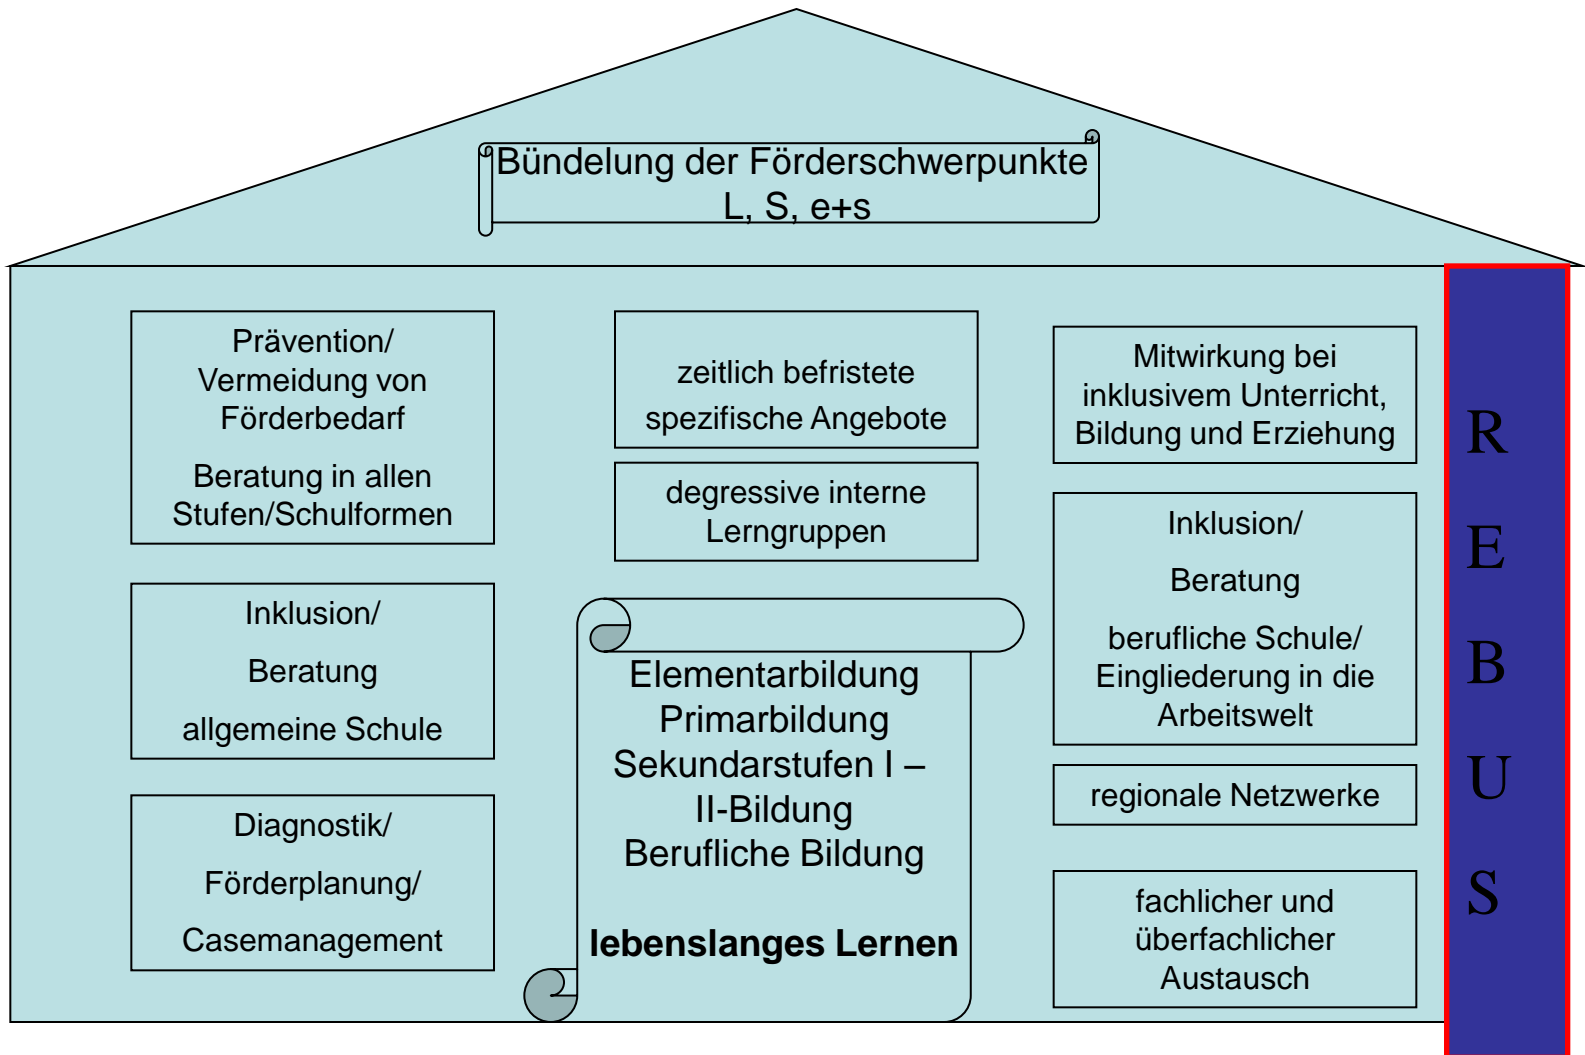 Bündelung der Förderschwerpunkte
L, S, e+s
Prävention/
Vermeidung von
Förderbedarf
Beratung in allen
Stufen/Schulformen
Inklusion/
Beratung
allgemeine Schule
Diagnostik/
Förderplanung/
Casemanagement
zeitlich befristete
spezifische Angebote
degressive interne
Lerngruppen
Elementarbildung
Primarbildung
Sekundarstufen I –
II-Bildung
Berufliche Bildung
lebenslanges Lernen
Mitwirkung bei
inklusivem Unterricht,
Bildung und Erziehung
Inklusion/
Beratung
berufliche Schule/
Eingliederung in die
Arbeitswelt
regionale Netzwerke
fachlicher und
überfachlicher
Austausch
R
E
B
U
S